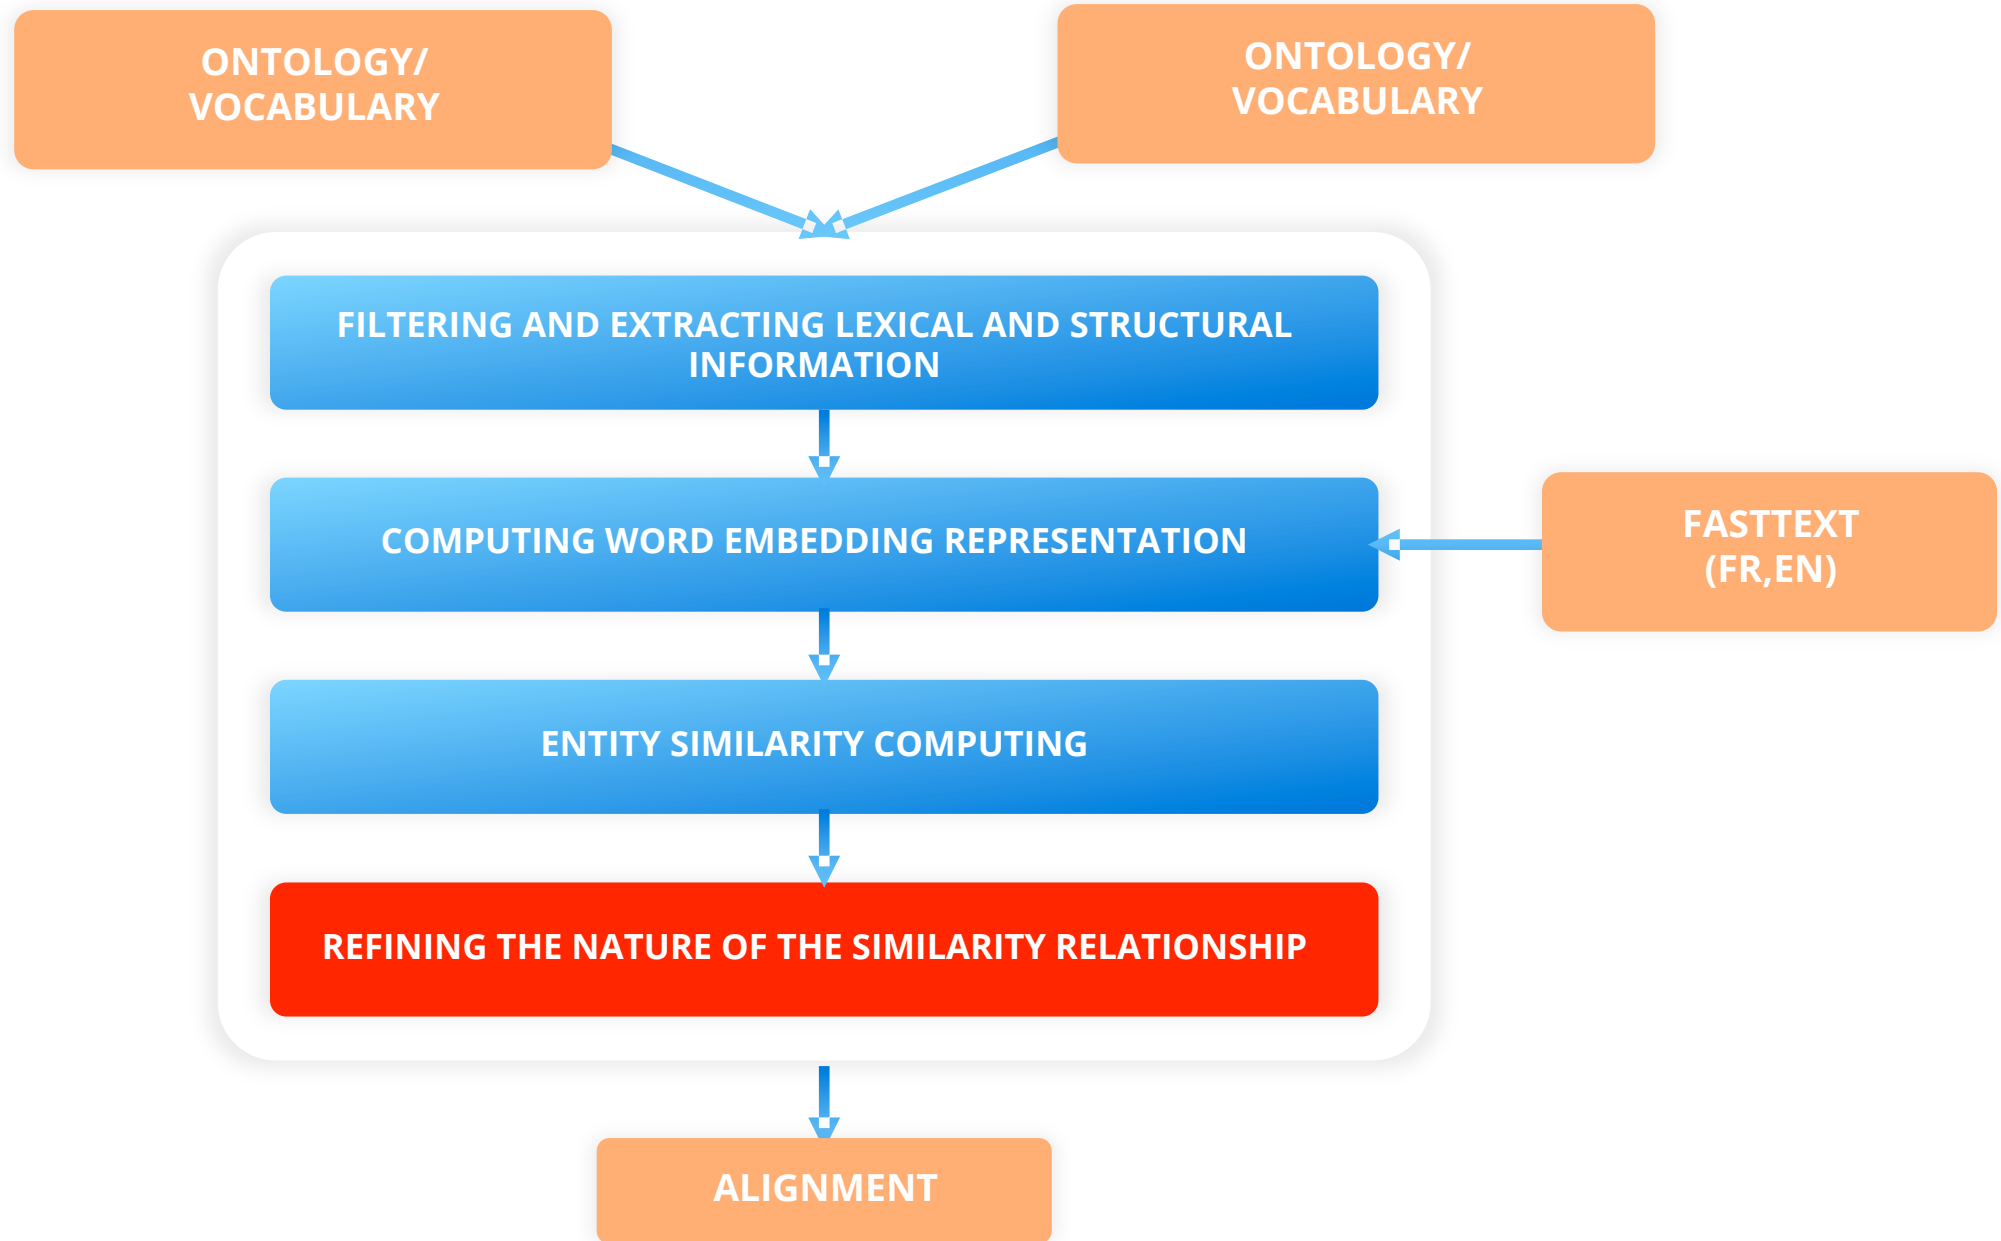 ONTOLOGY/
VOCABULARY
ONTOLOGY/
VOCABULARY
FILTERING AND EXTRACTING LEXICAL AND STRUCTURAL
INFORMATION
COMPUTING WORD EMBEDDING REPRESENTATION
FASTTEXT
(FR,EN)
ENTITY SIMILARITY COMPUTING
REFINING THE NATURE OF THE SIMILARITY RELATIONSHIP
ALIGNMENT